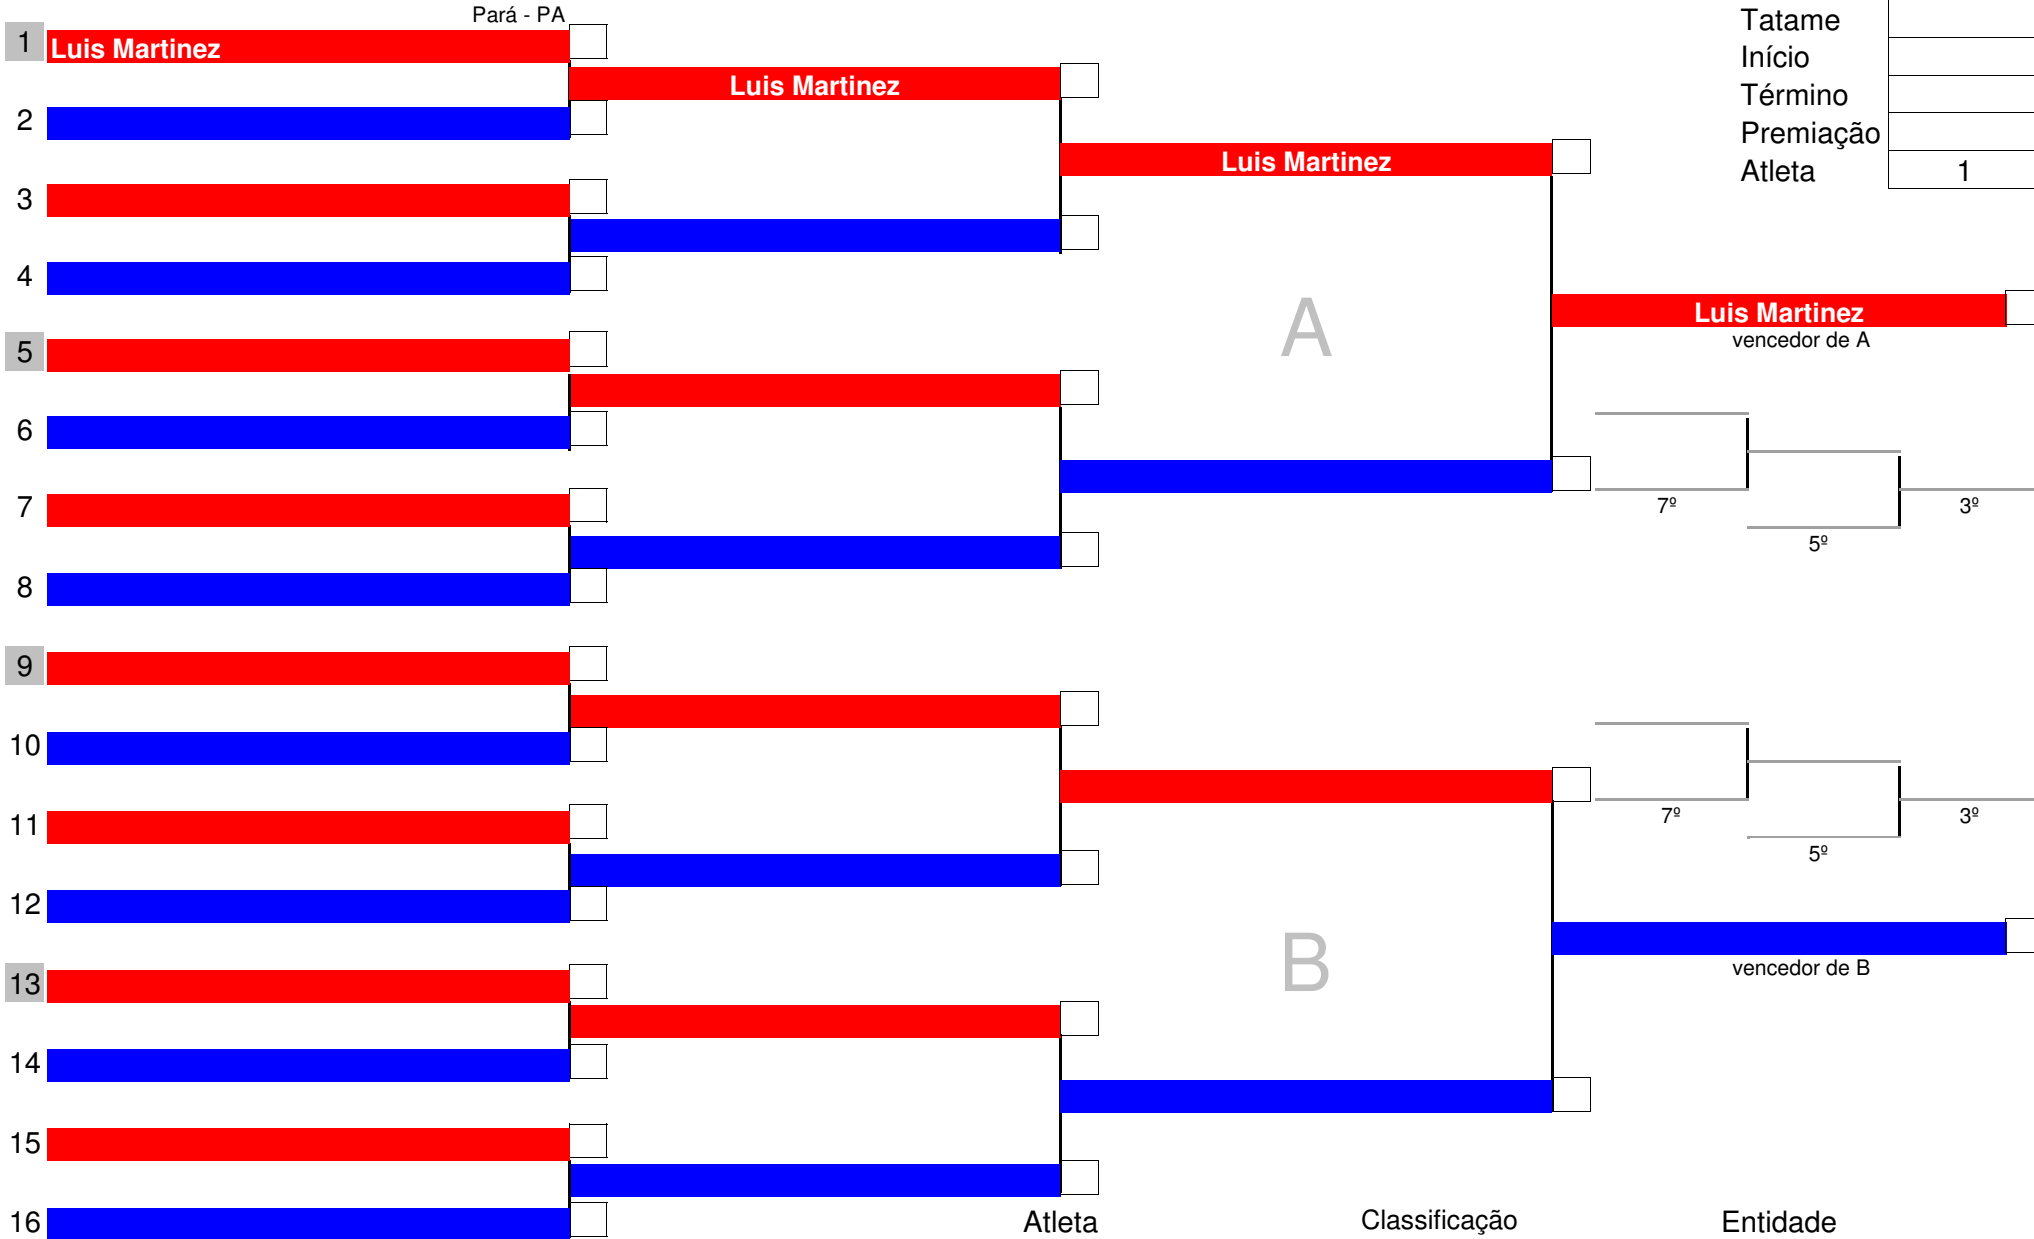 Pará - PA
Tatame
1
Luis Martinez
Início
Luis Martinez
Término
2
Premiação
Luis Martinez
Atleta 1
3
4
Luis Martinez
vencedor de A
A
5
6
7
7º
3º
5º
8
9
10
7º
3º
11
5º
12
B
vencedor de B
13
14
15
16
Atleta
Classificação
Entidade